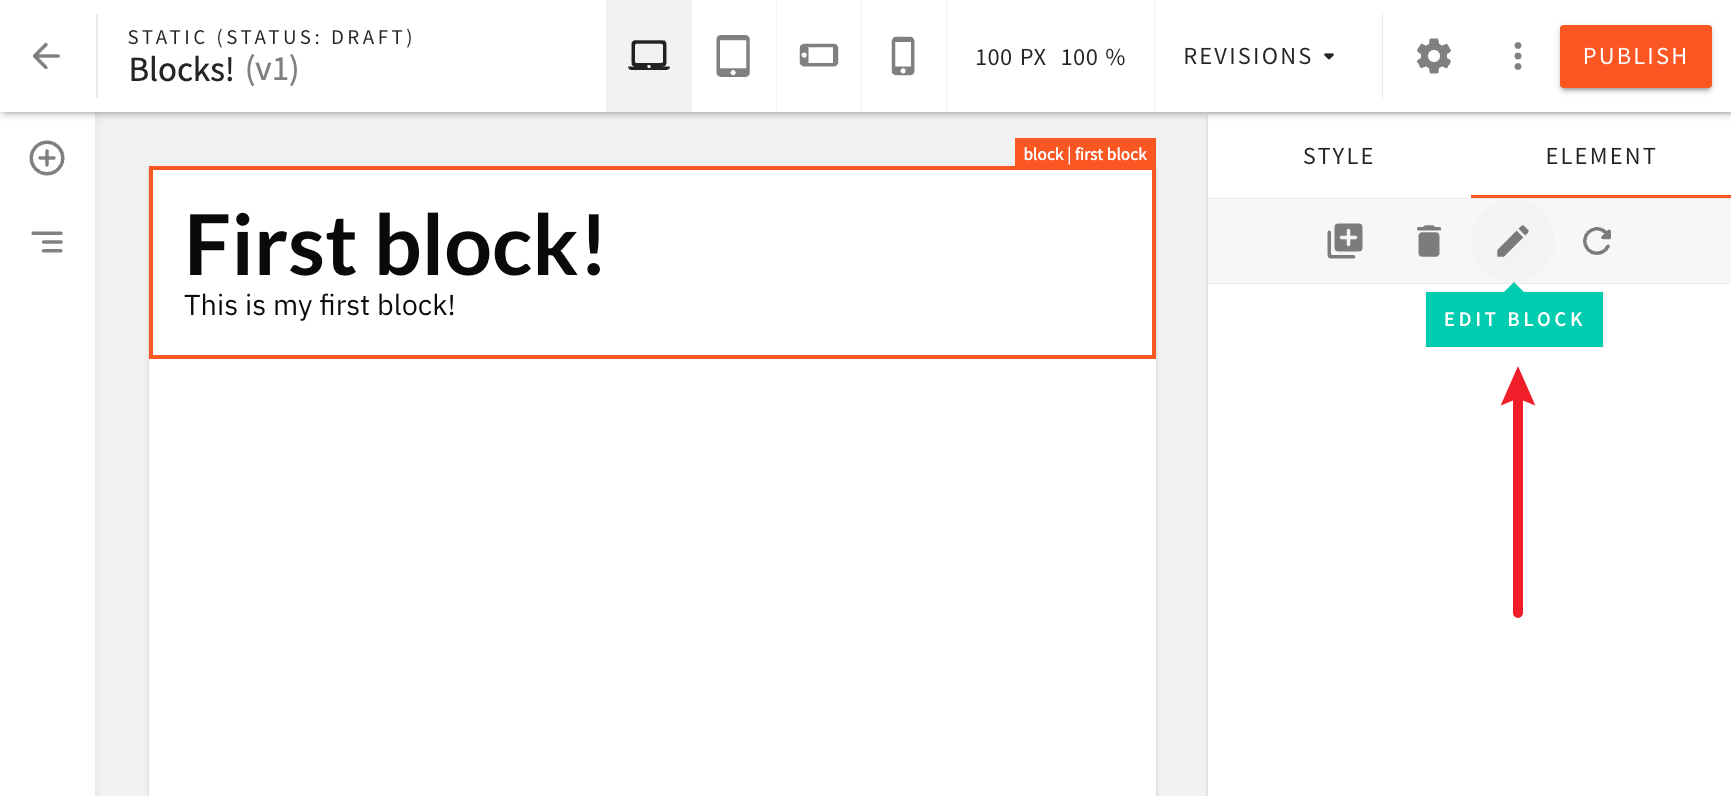 STATIC (STATUS: DRAFT)
Blocks! (v1)
100 PX 100 %
REVISIONS
PUBLISH
STYLE
ELEMENT
block | first block
First block!
This is my first block!
EDIT BLOCK